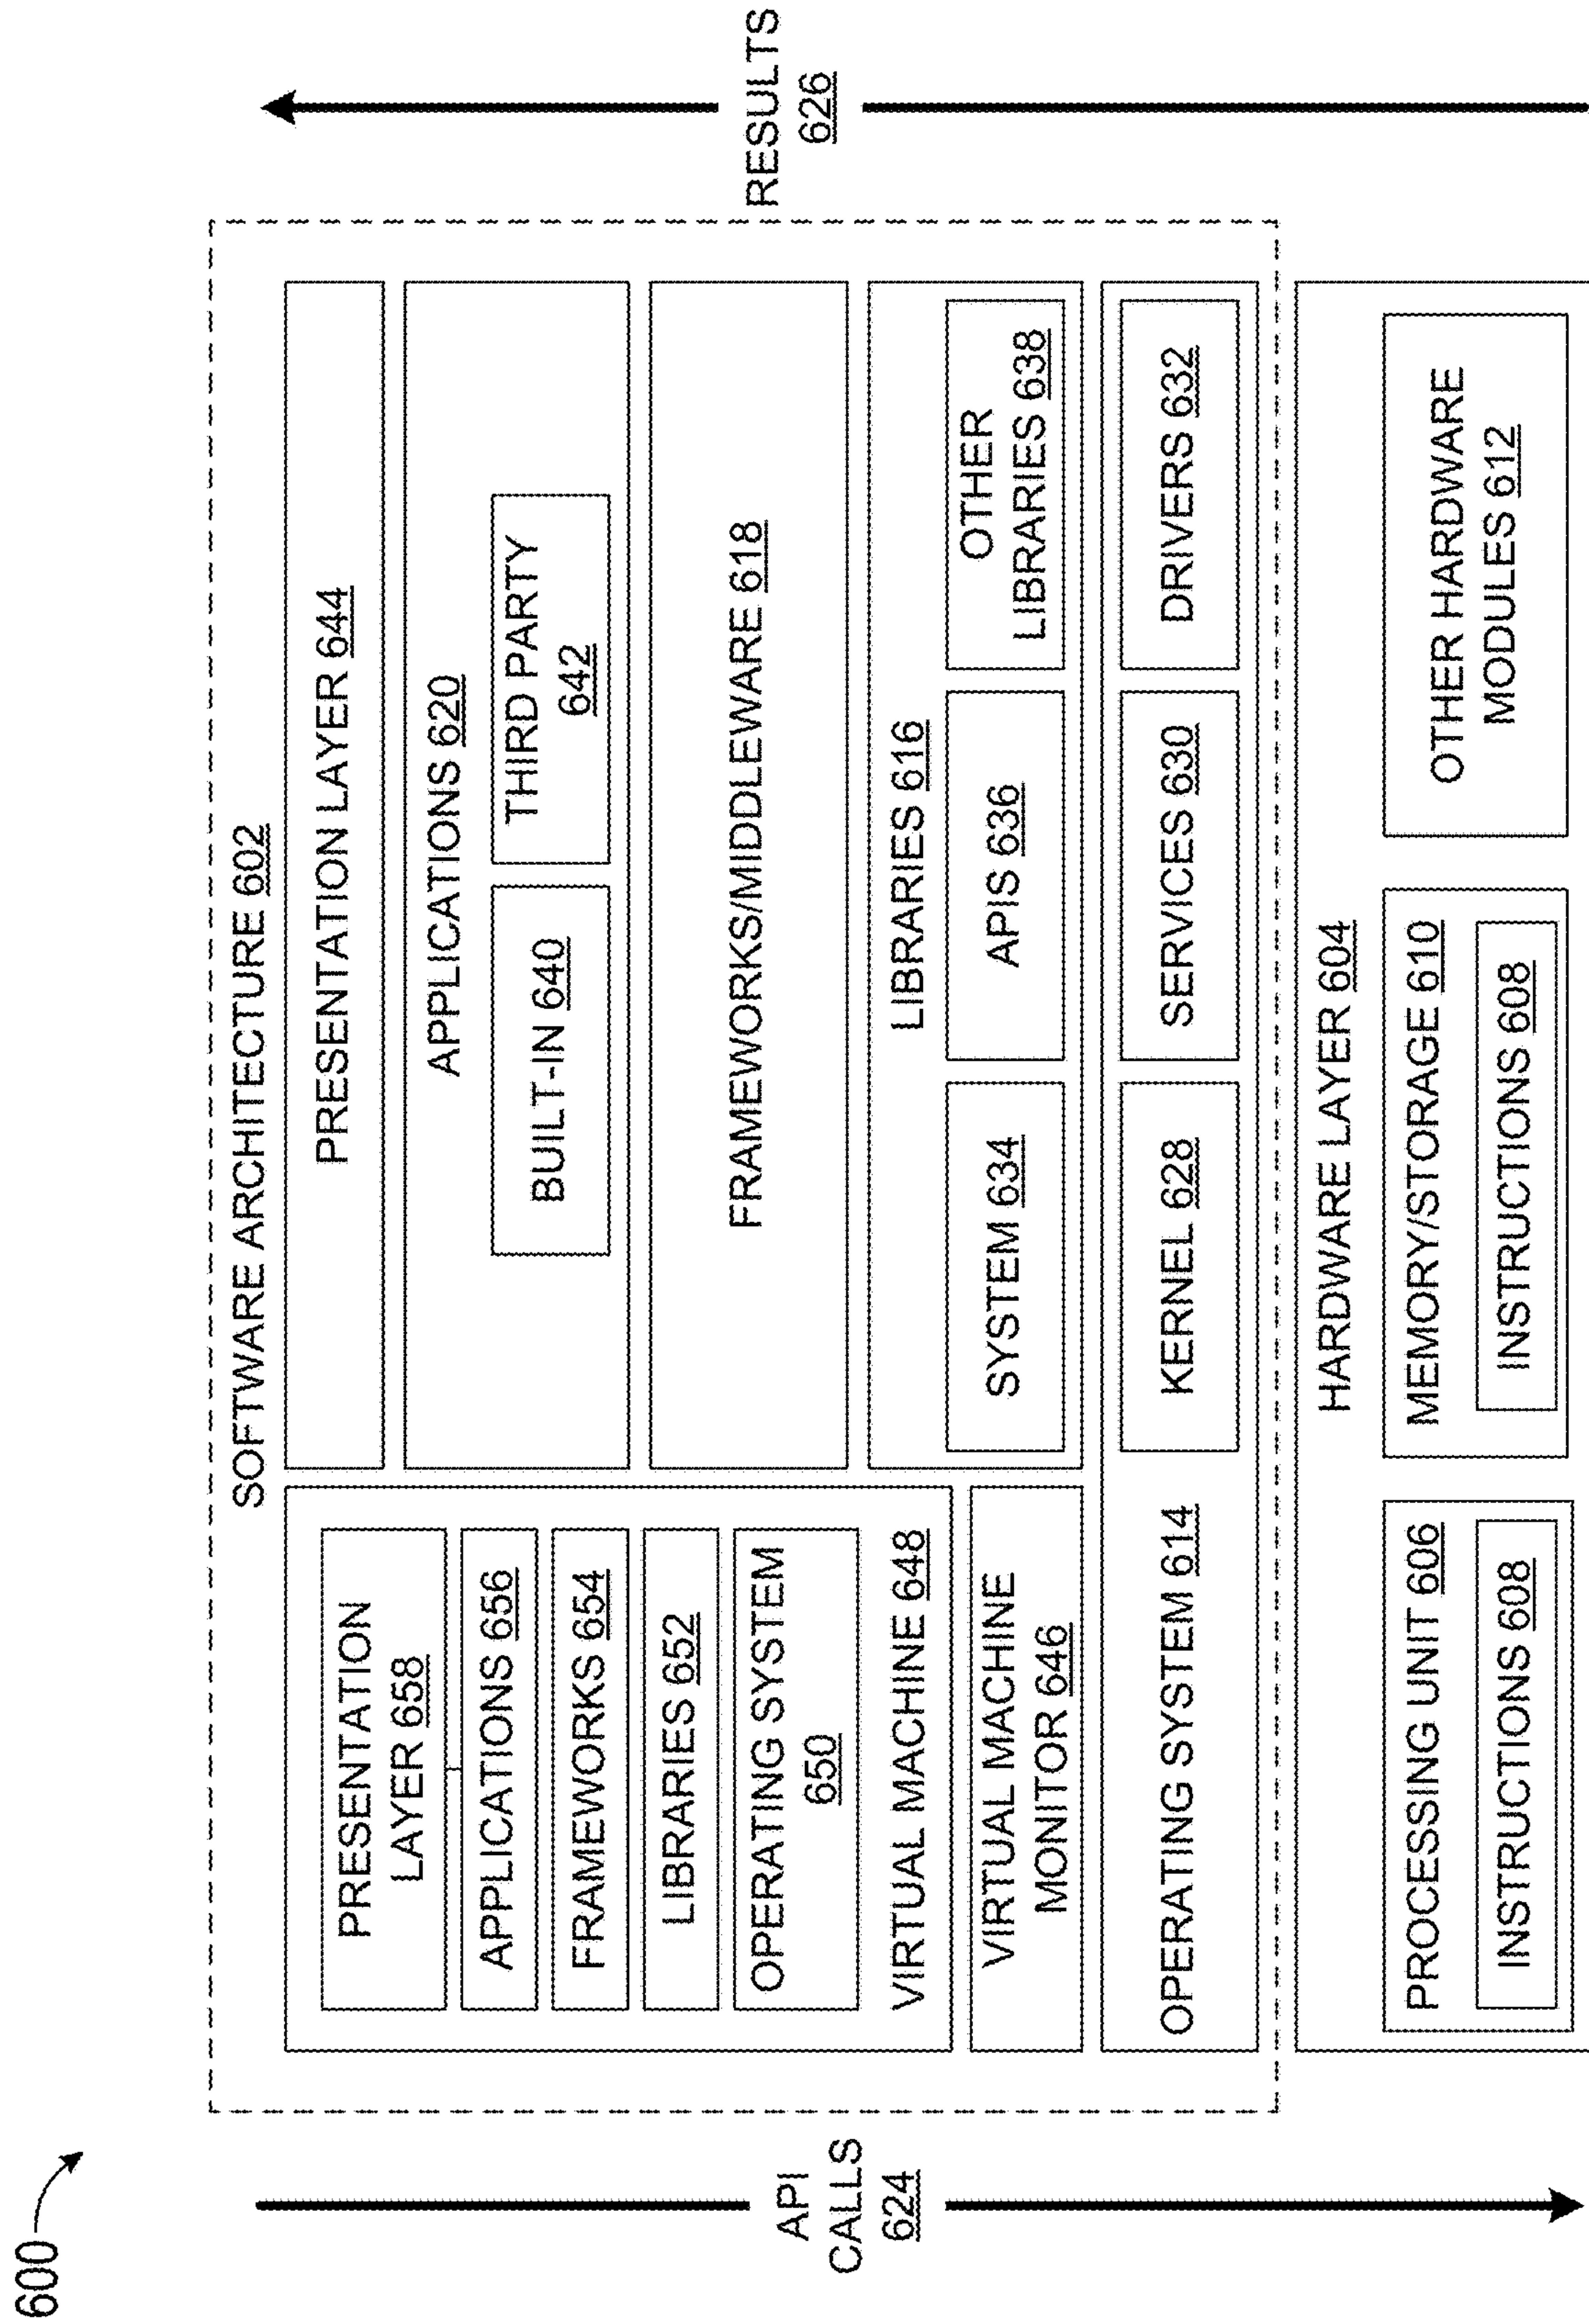 600
SOFTWARE ARCHITECTURE 602
PRESENTATION
LAYER 658
APPLICATIONS 656
FRAMEWORKS 654
LIBRARIES 652
OPERATING SYSTEM
650
VIRTUAL MACHINE 648
VIRTUAL MACHINE
MONITOR 646
PRESENTATION LAYER 644
APPLICATIONS 620
BUILT-IN 640
THIRD PARTY
642
FRAMEWORKS/MIDDLEWARE 618
LIBRARIES 616
SYSTEM 634
APIS 636
OTHER
LIBRARIES 638
OPERATING SYSTEM 614
KERNEL 628
SERVICES 630
DRIVERS 632
API
CALLS
624
RESULTS
626
HARDWARE LAYER 604
PROCESSING UNIT 606
INSTRUCTIONS 608
MEMORY/STORAGE 610
INSTRUCTIONS 608
OTHER HARDWARE
MODULES 612